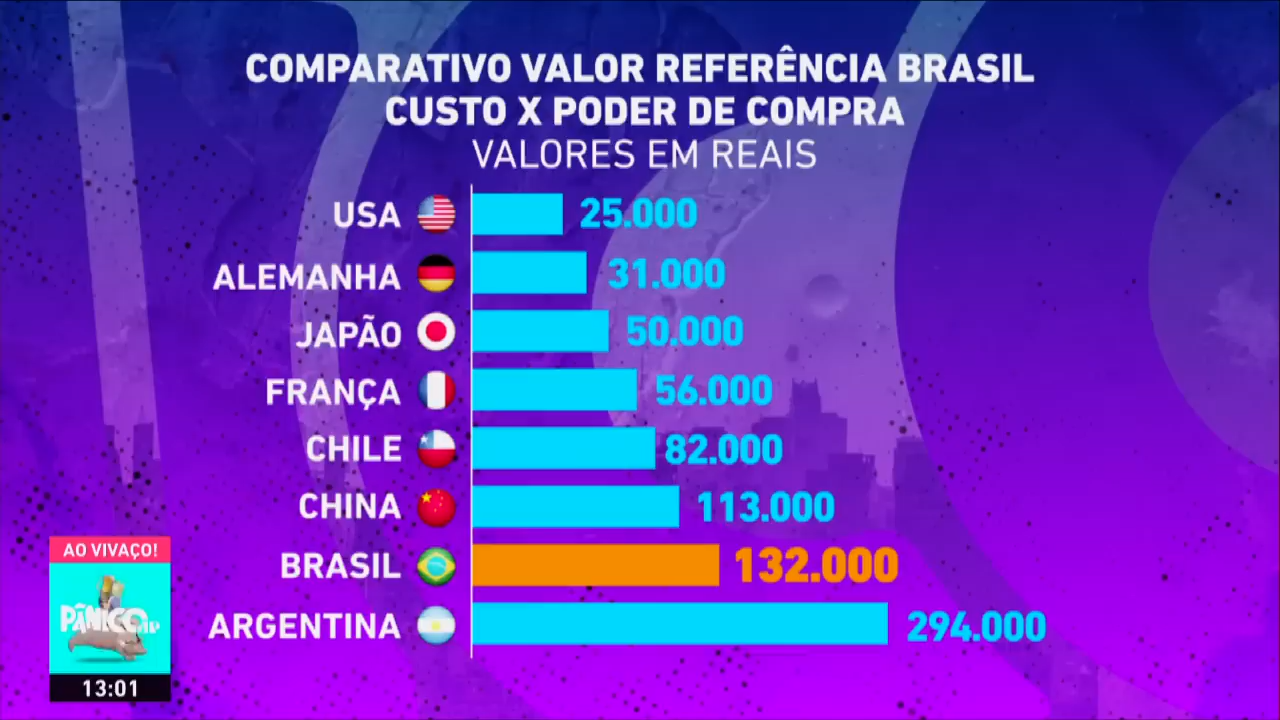 COMPARATIVO VALOR REFERÊNCIA BRASIL
CUSTO X PODER DE COMPRA
VALORES EM REAIS
USA 25.000
ALEMANHA 31.000
JAPÃO 50.000
FRANÇA 56.000
CHILE 82.000
CHINA 113.000
BRASIL 132.000
ARGENTINA 294.000
AO VIVAÇO!
PÂNICO JP
13:01